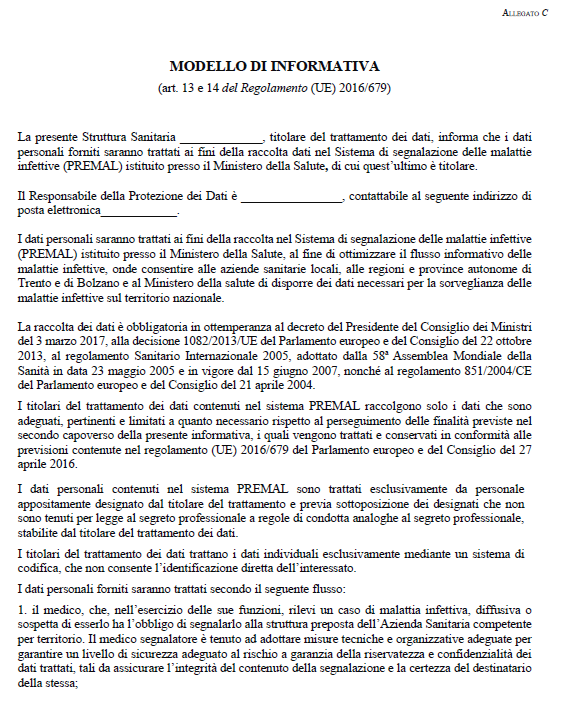 ALLEGATO C
MODELLO DI INFORMATIVA
(art. 13 e 14 del Regolamento (UE) 2016/679)
La presente Struttura Sanitaria _____________, titolare del trattamento dei dati, informa che i dati
personali forniti saranno trattati ai fini della raccolta dati nel Sistema di segnalazione delle malattie
infettive (PREMAL) istituito presso il Ministero della Salute, di cui quest'ultimo è titolare.
Il Responsabile della Protezione dei Dati è ________________, contattabile al seguente indirizzo di
posta elettronica____________.
I dati personali saranno trattati ai fini della raccolta nel Sistema di segnalazione delle malattie infettive
(PREMAL) istituito presso il Ministero della Salute, al fine di ottimizzare il flusso informativo delle
malattie infettive, onde consentire alle aziende sanitarie locali, alle regioni e province autonome di
Trento e di Bolzano e al Ministero della salute di disporre dei dati necessari per la sorveglianza delle
malattie infettive sul territorio nazionale.
La raccolta dei dati è obbligatoria in ottemperanza al decreto del Presidente del Consiglio dei Ministri
del 3 marzo 2017, alla decisione 1082/2013/UE del Parlamento europeo e del Consiglio del 22 ottobre
2013, al regolamento Sanitario Internazionale 2005, adottato dalla 58ª Assemblea Mondiale della
Sanità in data 23 maggio 2005 e in vigore dal 15 giugno 2007, nonché al regolamento 851/2004/CE
del Parlamento europeo e del Consiglio del 21 aprile 2004.
I titolari del trattamento dei dati contenuti nel sistema PREMAL raccolgono solo i dati che sono
adeguati, pertinenti e limitati a quanto necessario rispetto al perseguimento delle finalità previste nel
secondo capoverso della presente informativa, i quali vengono trattati e conservati in conformità alle
previsioni contenute nel regolamento (UE) 2016/679 del Parlamento europeo e del Consiglio del 27
aprile 2016.
I dati personali contenuti nel sistema PREMAL sono trattati esclusivamente da personale
appositamente designato dal titolare del trattamento e previa sottoposizione dei designati che non
sono tenuti per legge al segreto professionale a regole di condotta analoghe al segreto professionale,
stabilite dal titolare del trattamento dei dati.
I titolari del trattamento dei dati trattano i dati individuali esclusivamente mediante un sistema di
codifica, che non consente l'identificazione diretta dell'interessato.
I dati personali forniti saranno trattati secondo il seguente flusso:
1. il medico, che, nell'esercizio delle sue funzioni, rilevi un caso di malattia infettiva, diffusiva o
sospetta di esserlo ha l'obbligo di segnalarlo alla struttura preposta dell'Azienda Sanitaria competente
per territorio. Il medico segnalatore è tenuto ad adottare misure tecniche e organizzative adeguate per
garantire un livello di sicurezza adeguato al rischio a garanzia della riservatezza e confidenzialità dei
dati trattati, tali da assicurare l'integrità del contenuto della segnalazione e la certezza del destinatario
della stessa;